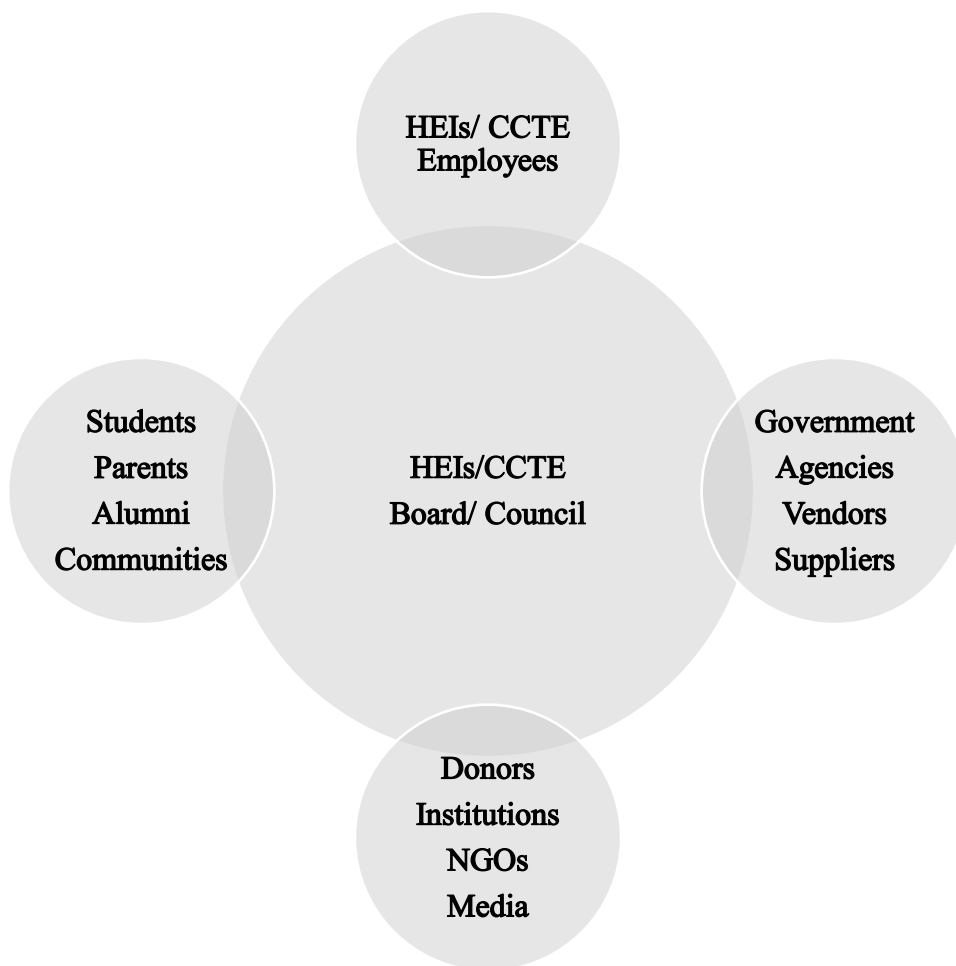 HEIs/ CCTE
Employees
Students
Parents
Alumni
Communities
HEIs/CCTE
Board/ Council
Government
Agencies
Vendors
Suppliers
Donors
Institutions
NGOs
Media